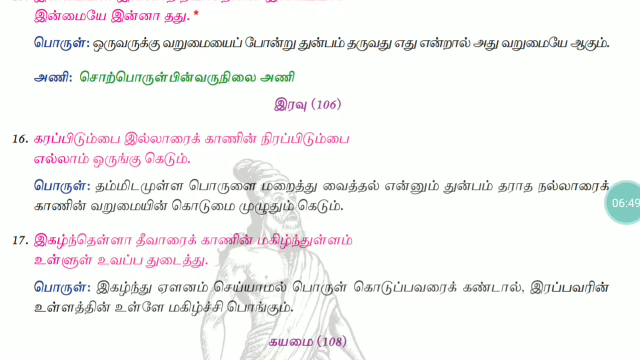 இன்மையே இன்னா தது. *
பொருள்: ஒருவருக்கு வறுமையைப் போன்று துன்பம் தருவது எது என்றால் அது வறுமையே ஆகும்.
அணி: சொற்பொருள்பின்வருநிலை அணி
இரவு (106)
16. கரப்பிடும்பை இல்லாரைக் காணின் நிரப்பிடும்பை
எல்லாம் ஒருங்கு கெடும்.
பொருள்: தம்மிடமுள்ள பொருளை மறைத்து வைத்தல் என்னும் துன்பம் தராத நல்லாரைக்
காணின் வறுமையின் கொடுமை முழுதும் கெடும்.
06:49
17. இகழ்ந்தெள்ளா தீவாரைக் காணின் மகிழ்ந்துள்ளம்
உள்ளுள் உவப்ப துடைத்து.
பொருள்: இகழ்ந்து ஏளனம் செய்யாமல் பொருள் கொடுப்பவரைக் கண்டால், இரப்பவரின்
உள்ளத்தின் உள்ளே மகிழ்ச்சி பொங்கும்.
கயமை (108)